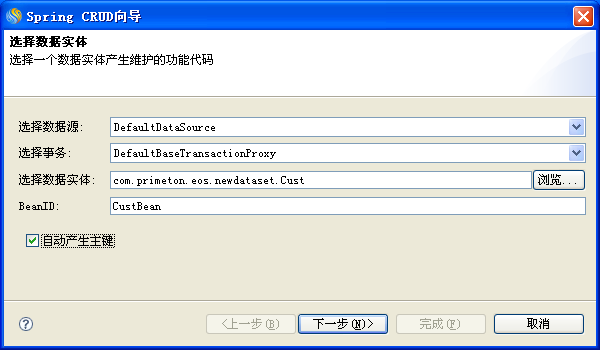 Spring CRUD向导
选择数据实体
选择一个数据实体产生维护的功能代码
选择数据源: DefaultDataSource
选择事务: DefaultBaseTransactionProxy
选择数据实体: com.primeton.eos.newdataset.Cust 浏览...
BeanID: CustBean
自动产生主键
<上一步(B) 下一步(N)> 完成(F) 取消